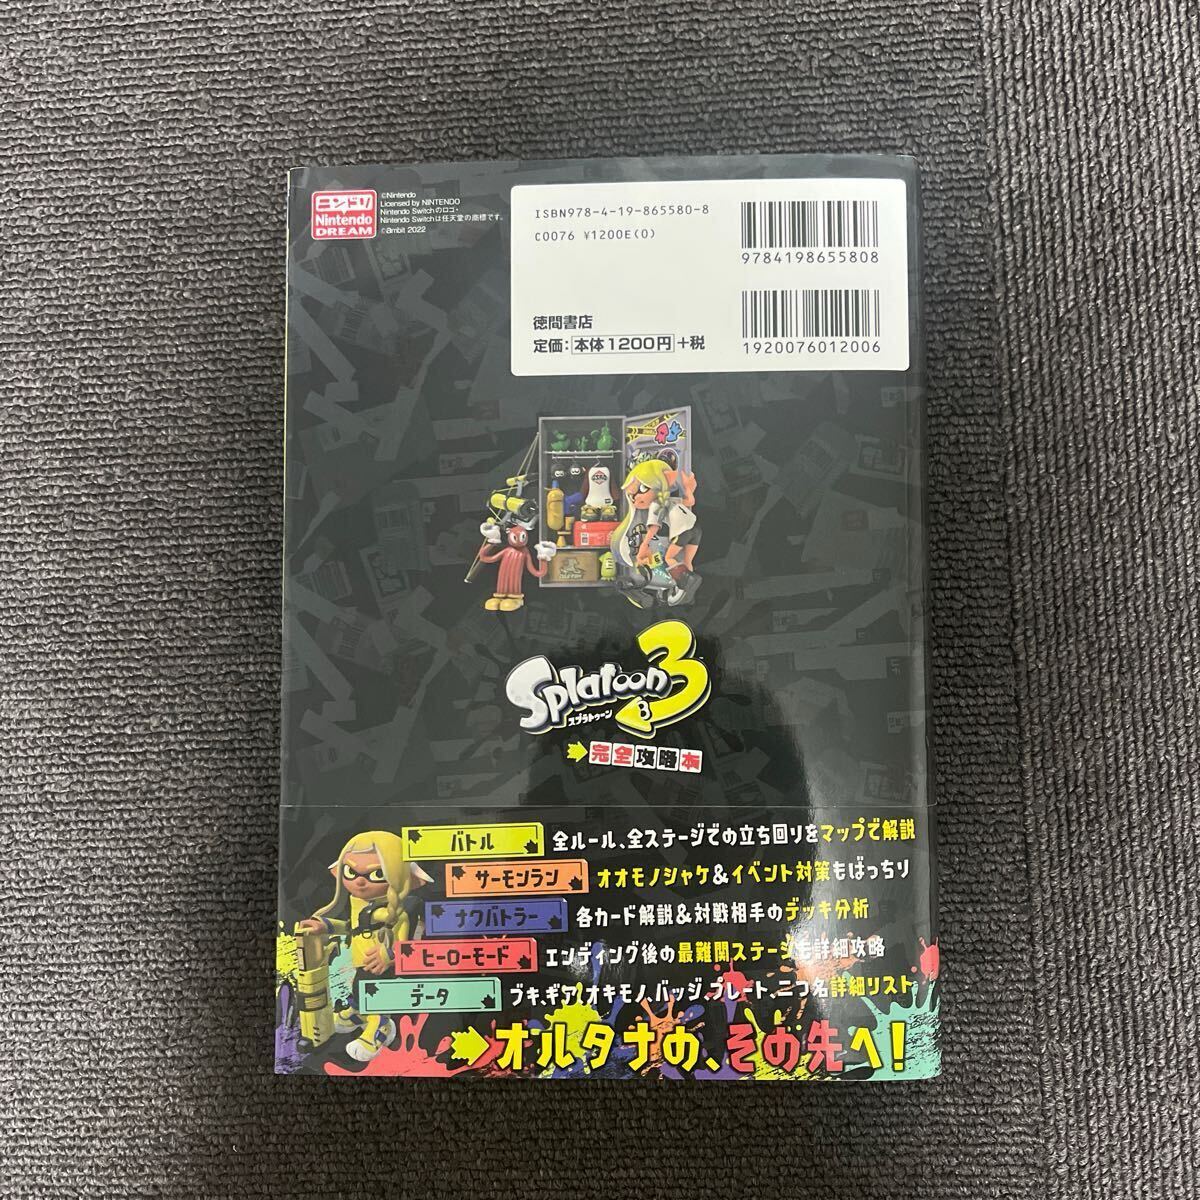 ニンドリ
Nintendo
DREAM
©Nintendo
Licensed by NINTENDO
Nintendo Switchのロゴ・
Nintendo Switchは任天堂の商標です。
©ambit 2022
ISBN978-4-19-865580-8
C0076 ¥1200E(0)
9784198655808
徳間書店
定価: 本体1200円 +税
1920076012006
Splatoon 3
スプラトゥーン
完全攻略本
バトル 全ルール、全ステージでの立ち回りをマップで解説
サーモンラン オオモノシャケ&イベント対策もばっちり
ナワバトラー 各カード解説&対戦相手のデッキ分析
ヒーローモード エンディング後の最難関ステージも詳細攻略
データ ブキ、ギア、オキモノ、バッジ、プレート、二つ名詳細リスト
オルタナの、その先へ!